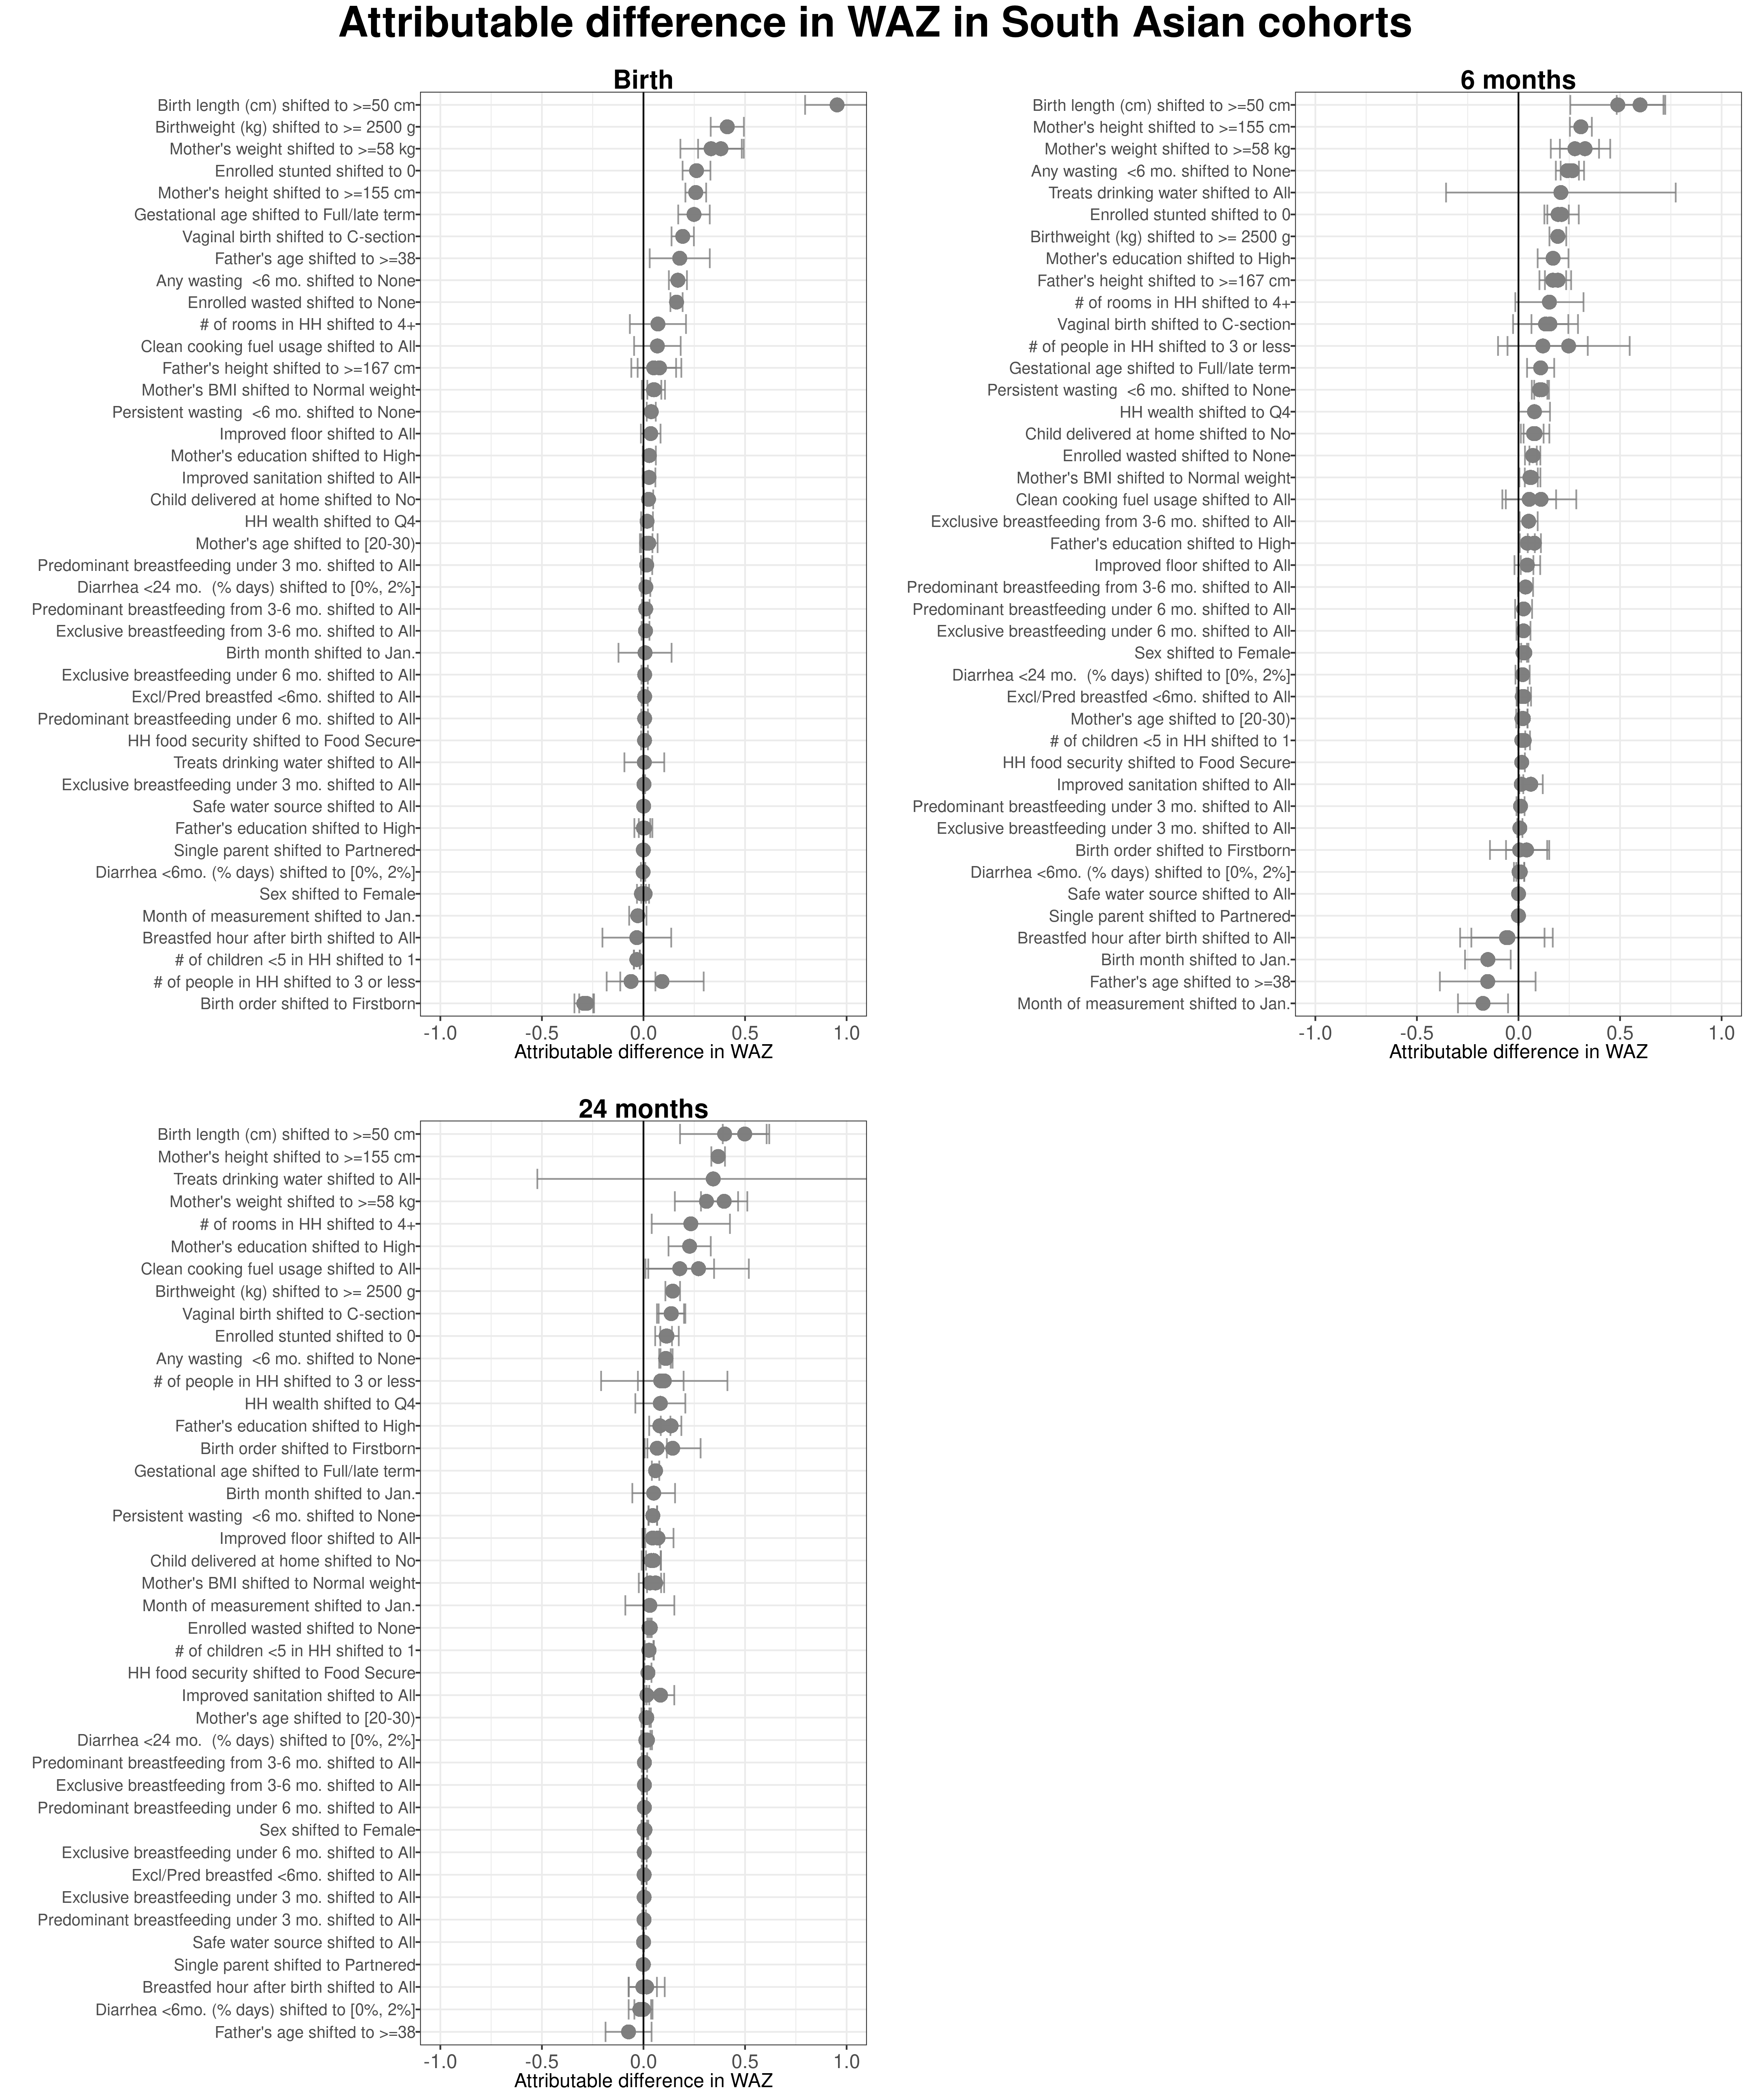 Attributable difference in WAZ in South Asian cohorts
Birth
Birth length (cm) shifted to >=50 cm
Birthweight (kg) shifted to >= 2500 g
Mother's weight shifted to >=58 kg
Enrolled stunted shifted to 0
Mother's height shifted to >=155 cm
Gestational age shifted to Full/late term
Vaginal birth shifted to C-section
Father's age shifted to >=38
Any wasting <6 mo. shifted to None
Enrolled wasted shifted to None
# of rooms in HH shifted to 4+
Clean cooking fuel usage shifted to All
Father's height shifted to >=167 cm
Mother's BMI shifted to Normal weight
Persistent wasting <6 mo. shifted to None
Improved floor shifted to All
Mother's education shifted to High
Improved sanitation shifted to All
Child delivered at home shifted to No
HH wealth shifted to Q4
Mother's age shifted to [20-30)
Predominant breastfeeding under 3 mo. shifted to All
Diarrhea <24 mo. (% days) shifted to [0%, 2%]
Predominant breastfeeding from 3-6 mo. shifted to All
Exclusive breastfeeding from 3-6 mo. shifted to All
Birth month shifted to Jan.
Exclusive breastfeeding under 6 mo. shifted to All
Excl/Pred breastfed <6mo. shifted to All
Predominant breastfeeding under 6 mo. shifted to All
HH food security shifted to Food Secure
Treats drinking water shifted to All
Exclusive breastfeeding under 3 mo. shifted to All
Safe water source shifted to All
Father's education shifted to High
Single parent shifted to Partnered
Diarrhea <6mo. (% days) shifted to [0%, 2%]
Sex shifted to Female
Month of measurement shifted to Jan.
Breastfed hour after birth shifted to All
# of children <5 in HH shifted to 1
# of people in HH shifted to 3 or less
Birth order shifted to Firstborn
-1.0 -0.5 0.0 0.5 1.0
Attributable difference in WAZ
6 months
Birth length (cm) shifted to >=50 cm
Mother's height shifted to >=155 cm
Mother's weight shifted to >=58 kg
Any wasting <6 mo. shifted to None
Treats drinking water shifted to All
Enrolled stunted shifted to 0
Birthweight (kg) shifted to >= 2500 g
Mother's education shifted to High
Father's height shifted to >=167 cm
# of rooms in HH shifted to 4+
Vaginal birth shifted to C-section
# of people in HH shifted to 3 or less
Gestational age shifted to Full/late term
Persistent wasting <6 mo. shifted to None
HH wealth shifted to Q4
Child delivered at home shifted to No
Enrolled wasted shifted to None
Mother's BMI shifted to Normal weight
Clean cooking fuel usage shifted to All
Exclusive breastfeeding from 3-6 mo. shifted to All
Father's education shifted to High
Improved floor shifted to All
Predominant breastfeeding from 3-6 mo. shifted to All
Predominant breastfeeding under 6 mo. shifted to All
Exclusive breastfeeding under 6 mo. shifted to All
Sex shifted to Female
Diarrhea <24 mo. (% days) shifted to [0%, 2%]
Excl/Pred breastfed <6mo. shifted to All
Mother's age shifted to [20-30)
# of children <5 in HH shifted to 1
HH food security shifted to Food Secure
Improved sanitation shifted to All
Predominant breastfeeding under 3 mo. shifted to All
Exclusive breastfeeding under 3 mo. shifted to All
Birth order shifted to Firstborn
Diarrhea <6mo. (% days) shifted to [0%, 2%]
Safe water source shifted to All
Single parent shifted to Partnered
Breastfed hour after birth shifted to All
Birth month shifted to Jan.
Father's age shifted to >=38
Month of measurement shifted to Jan.
-1.0 -0.5 0.0 0.5 1.0
Attributable difference in WAZ
24 months
Birth length (cm) shifted to >=50 cm
Mother's height shifted to >=155 cm
Treats drinking water shifted to All
Mother's weight shifted to >=58 kg
# of rooms in HH shifted to 4+
Mother's education shifted to High
Clean cooking fuel usage shifted to All
Birthweight (kg) shifted to >= 2500 g
Vaginal birth shifted to C-section
Enrolled stunted shifted to 0
Any wasting <6 mo. shifted to None
# of people in HH shifted to 3 or less
HH wealth shifted to Q4
Father's education shifted to High
Birth order shifted to Firstborn
Gestational age shifted to Full/late term
Birth month shifted to Jan.
Persistent wasting <6 mo. shifted to None
Improved floor shifted to All
Child delivered at home shifted to No
Mother's BMI shifted to Normal weight
Month of measurement shifted to Jan.
Enrolled wasted shifted to None
# of children <5 in HH shifted to 1
HH food security shifted to Food Secure
Improved sanitation shifted to All
Mother's age shifted to [20-30)
Diarrhea <24 mo. (% days) shifted to [0%, 2%]
Predominant breastfeeding from 3-6 mo. shifted to All
Exclusive breastfeeding from 3-6 mo. shifted to All
Predominant breastfeeding under 6 mo. shifted to All
Sex shifted to Female
Exclusive breastfeeding under 6 mo. shifted to All
Excl/Pred breastfed <6mo. shifted to All
Exclusive breastfeeding under 3 mo. shifted to All
Predominant breastfeeding under 3 mo. shifted to All
Safe water source shifted to All
Single parent shifted to Partnered
Breastfed hour after birth shifted to All
Diarrhea <6mo. (% days) shifted to [0%, 2%]
Father's age shifted to >=38
-1.0 -0.5 0.0 0.5 1.0
Attributable difference in WAZ